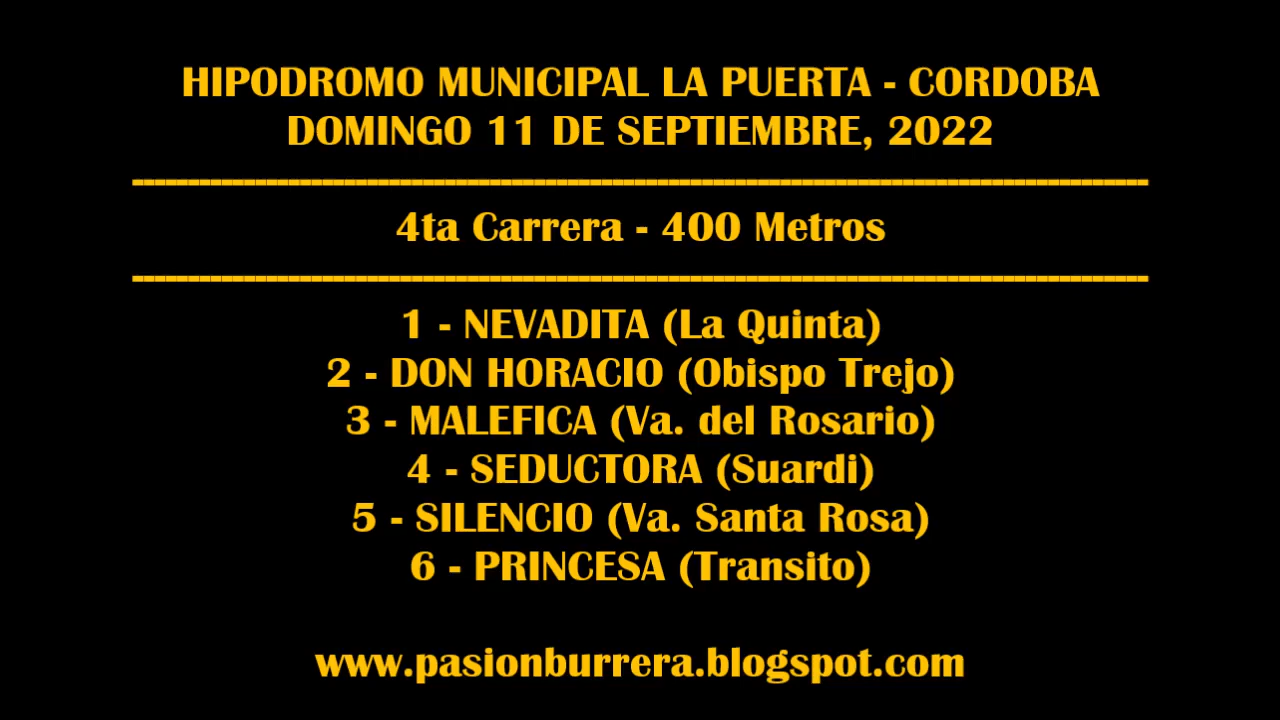 HIPODROMO MUNICIPAL LA PUERTA - CORDOBA
DOMINGO 11 DE SEPTIEMBRE, 2022
4ta Carrera - 400 Metros
1 - NEVADITA (La Quinta)
2 - DON HORACIO (Obispo Trejo)
3 - MALEFICA (Va. del Rosario)
4 - SEDUCTORA (Suardi)
5 - SILENCIO (Va. Santa Rosa)
6 - PRINCESA (Transito)
www.pasionburrera.blogspot.com